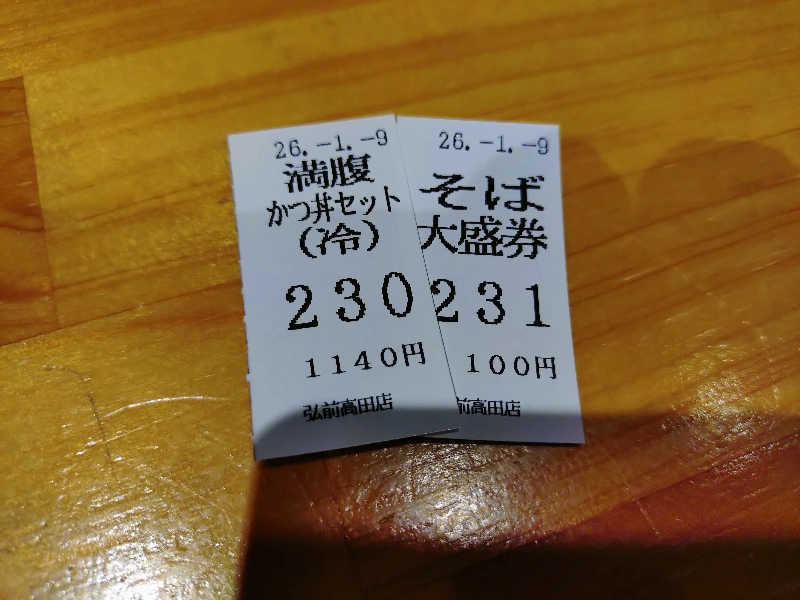 26.-1.-9
満腹
かつ丼セット
(冷)
230
1140円
弘前高田店
26.-1.-9
そば
大盛券
231
100円
前高田店